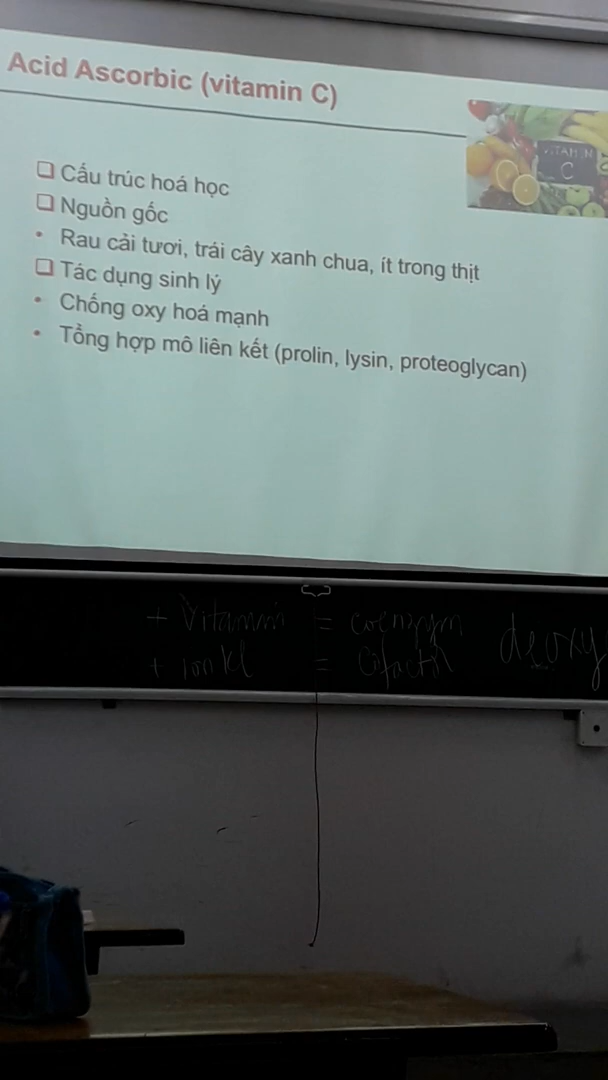 Acid Ascorbic (vitamin C)
VITAMIN
C
❑ Cấu trúc hoá học
❑ Nguồn gốc
• Rau cải tươi, trái cây xanh chua, ít trong thịt
❑ Tác dụng sinh lý
• Chống oxy hoá mạnh
• Tổng hợp mô liên kết (prolin, lysin, proteoglycan)
+ Vitamin = coenzym deoxy
+ ion kl =